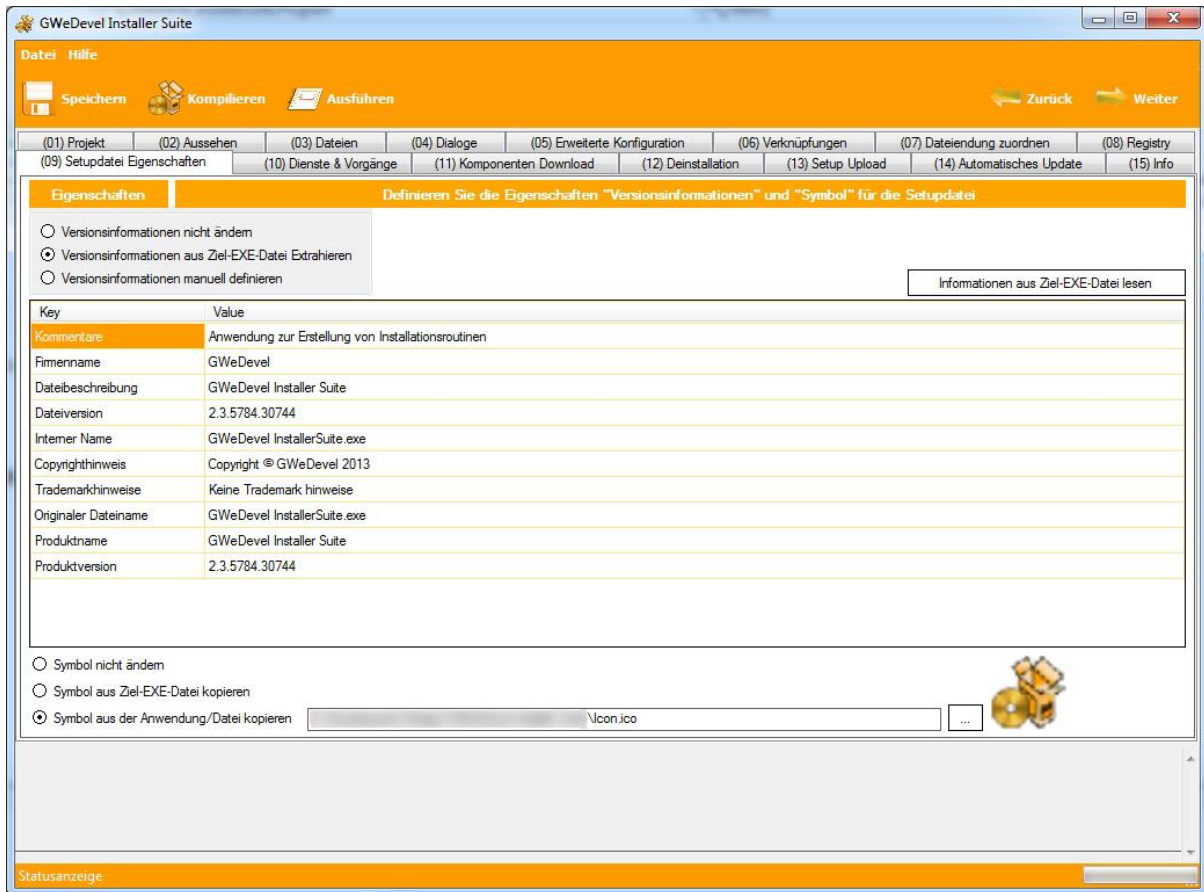 GWeDevel Installer Suite
Datei Hilfe
Speichern Kompilieren Ausführen Zurück Weiter
(01) Projekt (02) Aussehen (03) Dateien (04) Dialoge (05) Erweiterte Konfiguration (06) Verknüpfungen (07) Dateiendung zuordnen (08) Registry
(09) Setupdatei Eigenschaften (10) Dienste & Vorgänge (11) Komponenten Download (12) Deinstallation (13) Setup Upload (14) Automatisches Update (15) Info
Eigenschaften Definieren Sie die Eigenschaften "Versionsinformationen" und "Symbol" für die Setupdatei
Versionsinformationen nicht ändern
Versionsinformationen aus Ziel-EXE-Datei Extrahieren
Versionsinformationen manuell definieren
Informationen aus Ziel-EXE-Datei lesen
Key Value
Kommentare Anwendung zur Erstellung von Installationsroutinen
Firmenname GWeDevel
Dateibeschreibung GWeDevel Installer Suite
Dateiversion 2.3.5784.30744
Interner Name GWeDevel InstallerSuite.exe
Copyrighthinweis Copyright © GWeDevel 2013
Trademarkhinweise Keine Trademark hinweise
Originaler Dateiname GWeDevel InstallerSuite.exe
Produktname GWeDevel Installer Suite
Produktversion 2.3.5784.30744
Symbol nicht ändern
Symbol aus Ziel-EXE-Datei kopieren
Symbol aus der Anwendung/Datei kopieren \Icon.ico ...
Statusanzeige